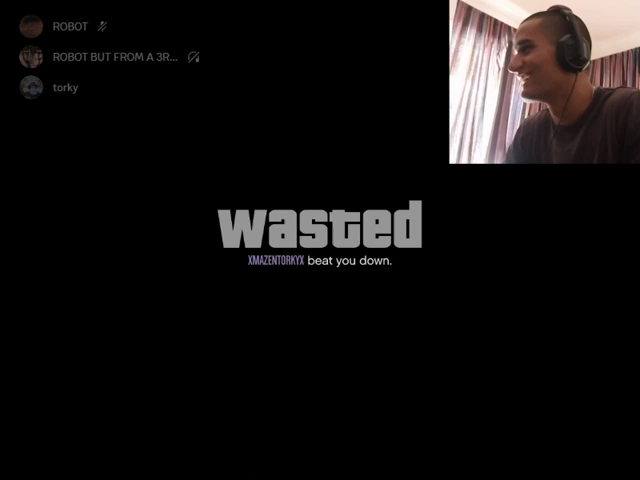 ROBOT
ROBOT BUT FROM A 3R...
torky
wasted
XMAZENTORKYX beat you down.